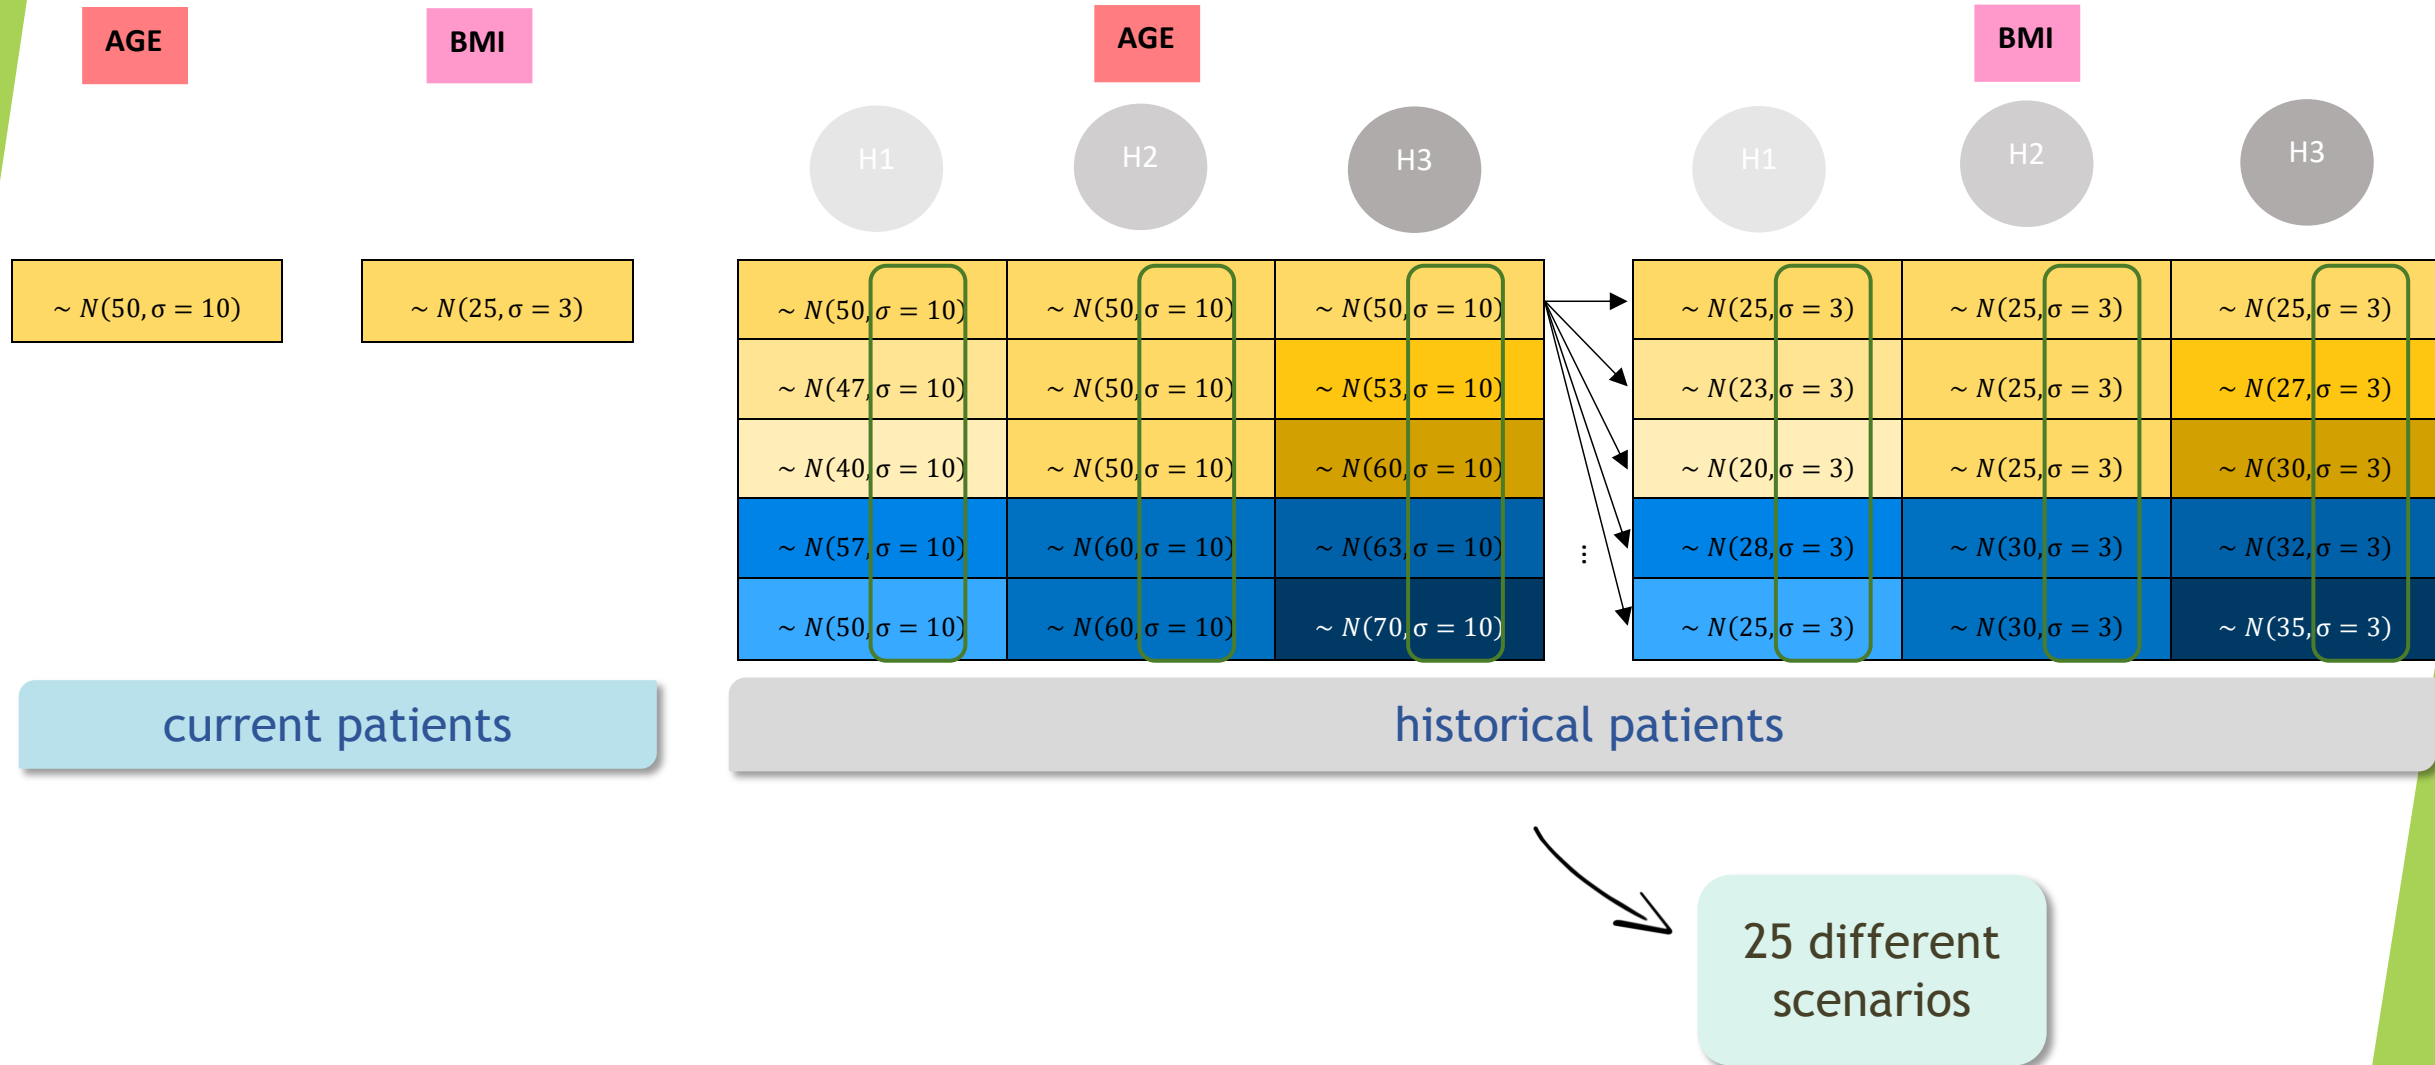 AGE
BMI
AGE
BMI
H1
H2
H3
H1
H2
H3
~ N(50, σ = 10)
~ N(25, σ = 3)
~ N(50, σ = 10)
~ N(50, σ = 10)
~ N(50, σ = 10)
~ N(25, σ = 3)
~ N(25, σ = 3)
~ N(25, σ = 3)
~ N(47, σ = 10)
~ N(50, σ = 10)
~ N(53, σ = 10)
~ N(23, σ = 3)
~ N(25, σ = 3)
~ N(27, σ = 3)
~ N(40, σ = 10)
~ N(50, σ = 10)
~ N(60, σ = 10)
~ N(20, σ = 3)
~ N(25, σ = 3)
~ N(30, σ = 3)
~ N(57, σ = 10)
~ N(60, σ = 10)
~ N(63, σ = 10)
⋮
~ N(28, σ = 3)
~ N(30, σ = 3)
~ N(32, σ = 3)
~ N(50, σ = 10)
~ N(60, σ = 10)
~ N(70, σ = 10)
~ N(25, σ = 3)
~ N(30, σ = 3)
~ N(35, σ = 3)
current patients
historical patients
25 different
scenarios